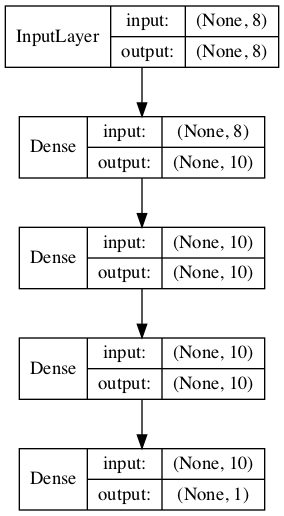 InputLayer
input: (None, 8)
output: (None, 8)
Dense
input: (None, 8)
output: (None, 10)
Dense
input: (None, 10)
output: (None, 10)
Dense
input: (None, 10)
output: (None, 10)
Dense
input: (None, 10)
output: (None, 1)